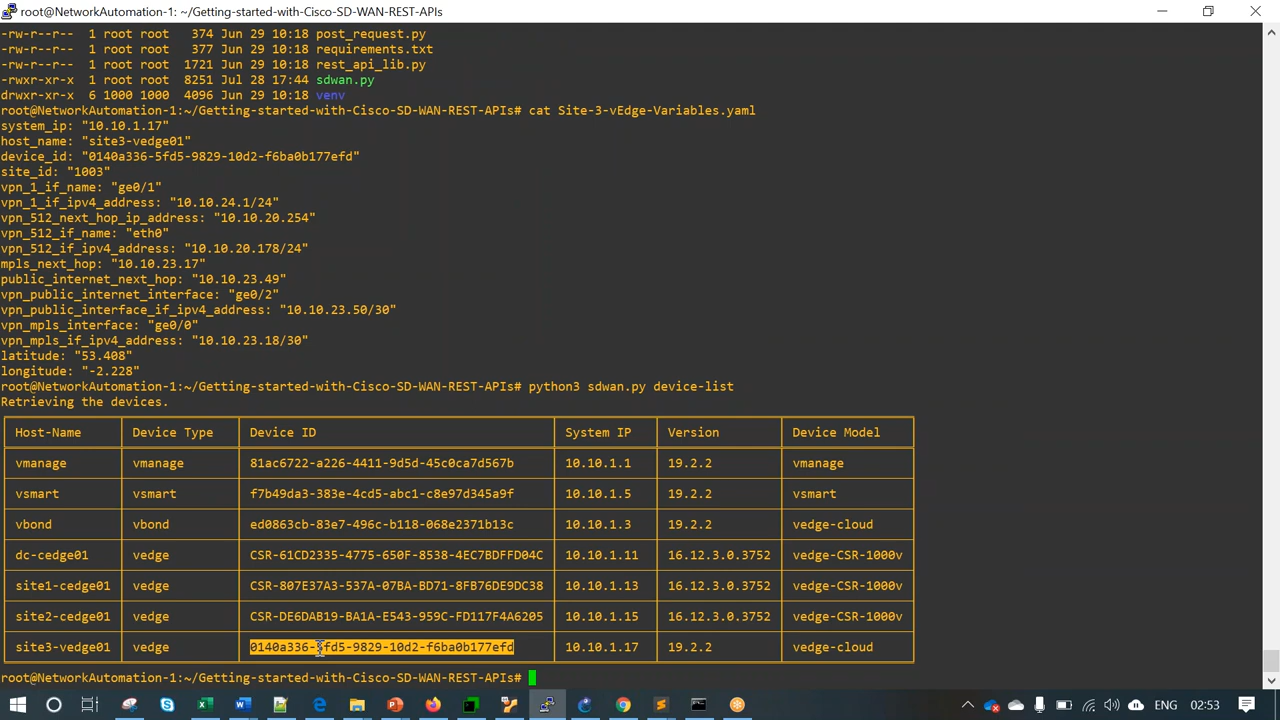 root@NetworkAutomation-1: ~/Getting-started-with-Cisco-SD-WAN-REST-APIs
-rw-r--r-- 1 root root 374 Jun 29 10:18 post_request.py
-rw-r--r-- 1 root root 377 Jun 29 10:18 requirements.txt
-rw-r--r-- 1 root root 1721 Jun 29 10:18 rest_api_lib.py
-rwxr-xr-x 1 root root 8251 Jul 28 17:44 sdwan.py
drwxr-xr-x 6 1000 1000 4096 Jun 29 10:18 venv
root@NetworkAutomation-1:~/Getting-started-with-Cisco-SD-WAN-REST-APIs# cat Site-3-vEdge-Variables.yaml
system_ip: "10.10.1.17"
host_name: "site3-vedge01"
device_id: "0140a336-5fd5-9829-10d2-f6ba0b177efd"
site_id: "1003"
vpn_1_if_name: "ge0/1"
vpn_1_if_ipv4_address: "10.10.24.1/24"
vpn_512_next_hop_ip_address: "10.10.20.254"
vpn_512_if_name: "eth0"
vpn_512_if_ipv4_address: "10.10.20.178/24"
mpls_next_hop: "10.10.23.17"
public_internet_next_hop: "10.10.23.49"
vpn_public_internet_interface: "ge0/2"
vpn_public_interface_if_ipv4_address: "10.10.23.50/30"
vpn_mpls_interface: "ge0/0"
vpn_mpls_if_ipv4_address: "10.10.23.18/30"
latitude: "53.408"
longitude: "-2.228"
root@NetworkAutomation-1:~/Getting-started-with-Cisco-SD-WAN-REST-APIs# python3 sdwan.py device-list
Retrieving the devices.
Host-Name Device Type Device ID System IP Version Device Model
vmanage vmanage 81ac6722-a226-4411-9d5d-45c0ca7d567b 10.10.1.1 19.2.2 vmanage
vsmart vsmart f7b49da3-383e-4cd5-abc1-c8e97d345a9f 10.10.1.5 19.2.2 vsmart
vbond vbond ed0863cb-83e7-496c-b118-068e2371b13c 10.10.1.3 19.2.2 vedge-cloud
dc-cedge01 vedge CSR-61CD2335-4775-650F-8538-4EC7BDFFD04C 10.10.1.11 16.12.3.0.3752 vedge-CSR-1000v
site1-cedge01 vedge CSR-807E37A3-537A-07BA-BD71-8FB76DE9DC38 10.10.1.13 16.12.3.0.3752 vedge-CSR-1000v
site2-cedge01 vedge CSR-DE6DAB19-BA1A-E543-959C-FD117F4A6205 10.10.1.15 16.12.3.0.3752 vedge-CSR-1000v
site3-vedge01 vedge 0140a336-5fd5-9829-10d2-f6ba0b177efd 10.10.1.17 19.2.2 vedge-cloud
root@NetworkAutomation-1:~/Getting-started-with-Cisco-SD-WAN-REST-APIs#
ENG 02:53